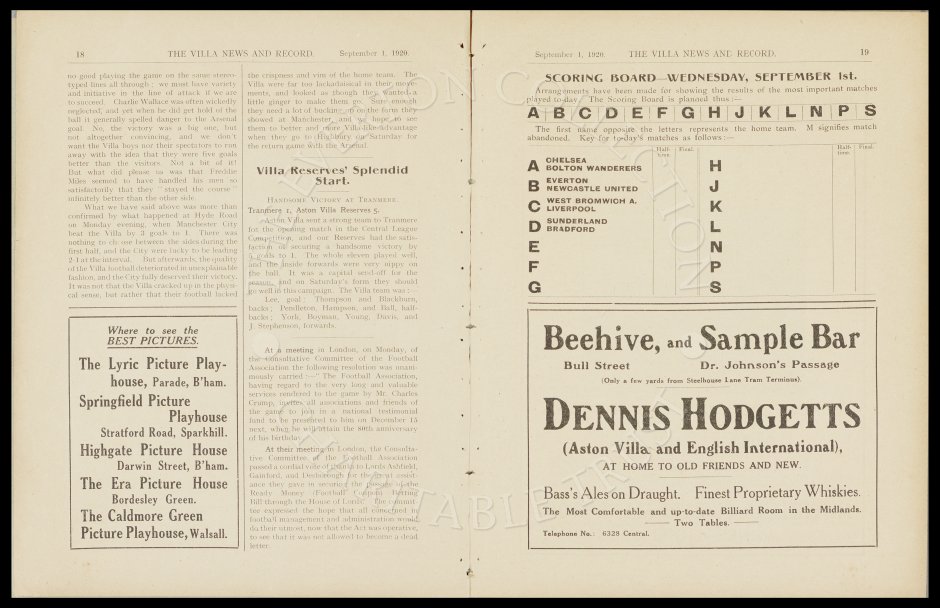 18 THE VILLA NEWS AND RECORD. September 1, 1920.
no good playing the game on the same stereo-
typed lines all through; we must have variety
and initiative in the line of attack if we are
to succeed. Charlie Wallace was often wickedly
neglected, and yet when he did get hold of the
ball it generally spelled danger to the Arsenal
goal. No, the victory was a big one, but
not altogether convincing, and we don't
want the Villa boys nor their spectators to run
away with the idea that they were five goals
better than the visitors. Not a bit of it!
But what did please us was that Freddie
Miles seemed to have handled his men so
satisfactorily that they "stayed the course"
infinitely better than the other side.
What we have said above was more than
confirmed by what happened at Hyde Road
on Monday evening, when Manchester City
beat the Villa by 3 goals to 1. There was
nothing to choose between the sides during the
first half, and the City were lucky to be leading
2-1 at the interval. But afterwards, the quality
of the Villa football deteriorated in unexplainable
fashion, and the City fully deserved their victory.
It was not that the Villa cracked up in the physi-
cal sense, but rather that their football lacked
Where to see the
BEST PICTURES.
The Lyric Picture Play-
house, Parade, B'ham.
Springfield Picture
Playhouse
Stratford Road, Sparkhill.
Highgate Picture House
Darwin Street, B'ham.
The Era Picture House
Bordesley Green.
The Caldmore Green
Picture Playhouse, Walsall.
the crispness and vim of the home team. The
Villa were far too lackadaisical in their move-
ments, and looked as though they wanted a
little ginger to make them go. Sure enough
they need a lot of bucking up on the form they
showed at Manchester, and we hope to see
them to better and more Villa-like advantage
when they go to Highbury on Saturday for
the return game with the Arsenal.
Villa Reserves' Splendid
Start.
Handsome Victory at Tranmere.
Tranmere 1, Aston Villa Reserves 5.
Aston Villa sent a strong team to Tranmere
for the opening match in the Central League
Competition, and our Reserves had the satis-
faction of securing a handsome victory by
5 goals to 1. The whole eleven played well,
and the inside forwards were very nippy on
the ball. It was a capital send-off for the
season, and on Saturday's form they should
go well in this campaign. The Villa team was:—
Lee, goal; Thompson and Blackburn,
backs; Pendleton, Hampson, and Ball, half-
backs; York, Boyman, Young, Davis, and
J. Stephenson, forwards.
At a meeting in London, on Monday, of
the Consultative Committee of the Football
Association the following resolution was unani-
mously carried:—"The Football Association,
having regard to the very long and valuable
services rendered to the game by Mr. Charles
Crump, invites all associations and friends of
the game to join in a national testimonial
fund to be presented to him on December 15
next, when he will attain the 80th anniversary
of his birthday.
At their meeting in London, the Consulta-
tive Committee of the Football Association
passed a cordial vote of thanks to Lords Ashfield,
Gainford, and Desborough for the great assist-
ance they gave in securing the passage of the
Ready Money (Football Coupon) Betting
Bill through the House of Lords. The commit-
tee expressed the hope that all concerned in
football management and administration would
do their utmost, now that the Act was operative,
to see that it was not allowed to become a dead
letter.
September 1, 1920. THE VILLA NEWS AND RECORD. 19
SCORING BOARD—WEDNESDAY, SEPTEMBER 1st.
Arrangements have been made for showing the results of the most important matches
played to-day. The Scoring Board is planned thus:—
A B C D E F G H J K L N P S
The first name opposite the letters represents the home team. M signifies match
abandoned. Key for to-day's matches as follows:—
Half-time. Final. Half-time. Final.
A CHELSEA
BOLTON WANDERERS H
B EVERTON
NEWCASTLE UNITED J
C WEST BROMWICH A.
LIVERPOOL K
D SUNDERLAND
BRADFORD L
E N
F P
G S
Beehive, and Sample Bar
Bull Street Dr. Johnson's Passage
(Only a few yards from Steelhouse Lane Tram Terminus).
DENNIS HODGETTS
(Aston Villa and English International),
AT HOME TO OLD FRIENDS AND NEW.
Bass's Ales on Draught. Finest Proprietary Whiskies.
The Most Comfortable and up-to-date Billiard Room in the Midlands.
— Two Tables. —
Telephone No.: 6328 Central.